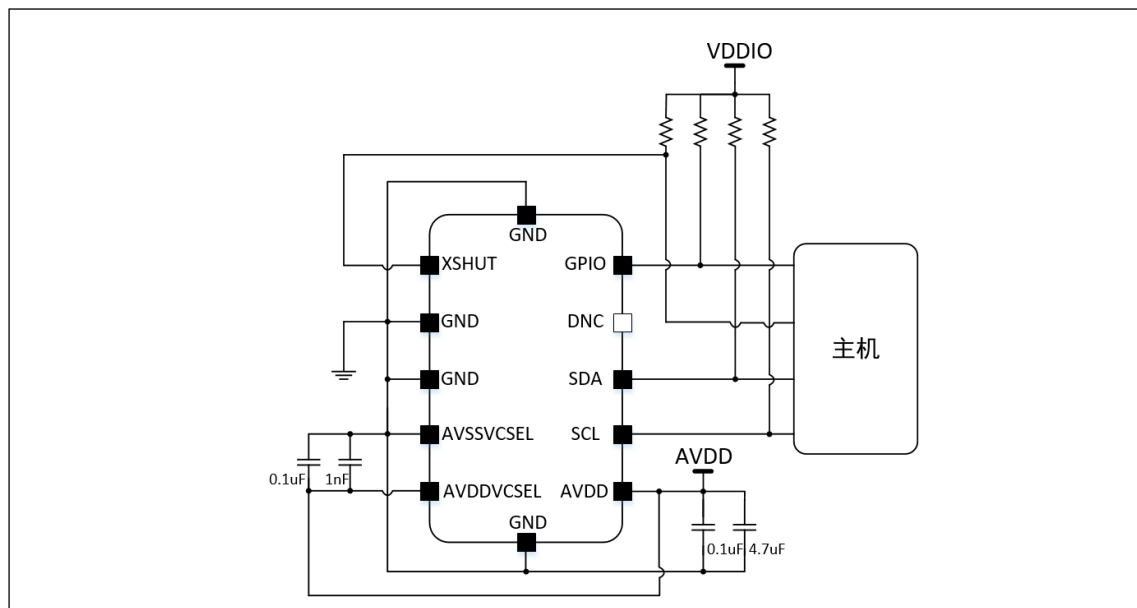 VDDIO
GND
XSHUT
GPIO
GND
DNC
主机
GND
SDA
AVSSVCSEL
SCL
0.1uF
1nF
AVDD
AVDDVCSEL
AVDD
GND
0.1uF
4.7uF